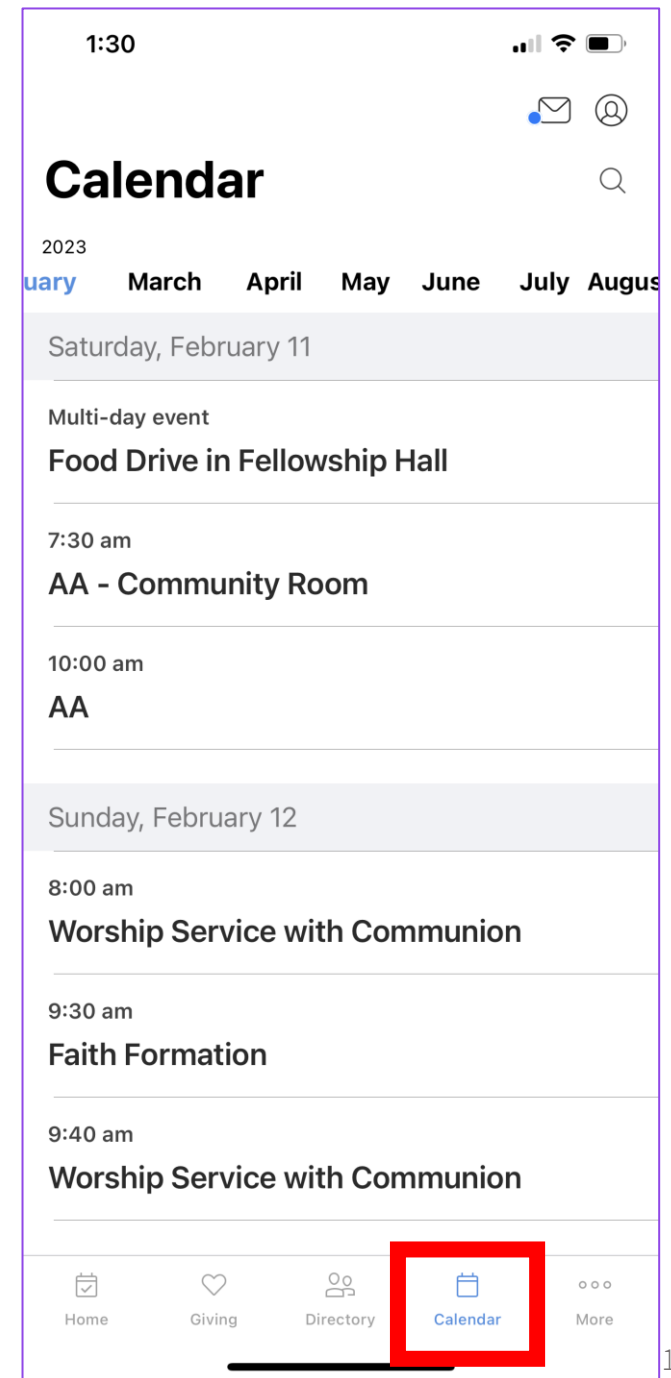 1:30
Calendar
2023
uary March April May June July Augus
Saturday, February 11
Multi-day event
Food Drive in Fellowship Hall
7:30 am
AA - Community Room
10:00 am
AA
Sunday, February 12
8:00 am
Worship Service with Communion
9:30 am
Faith Formation
9:40 am
Worship Service with Communion
Home Giving Directory Calendar More
1